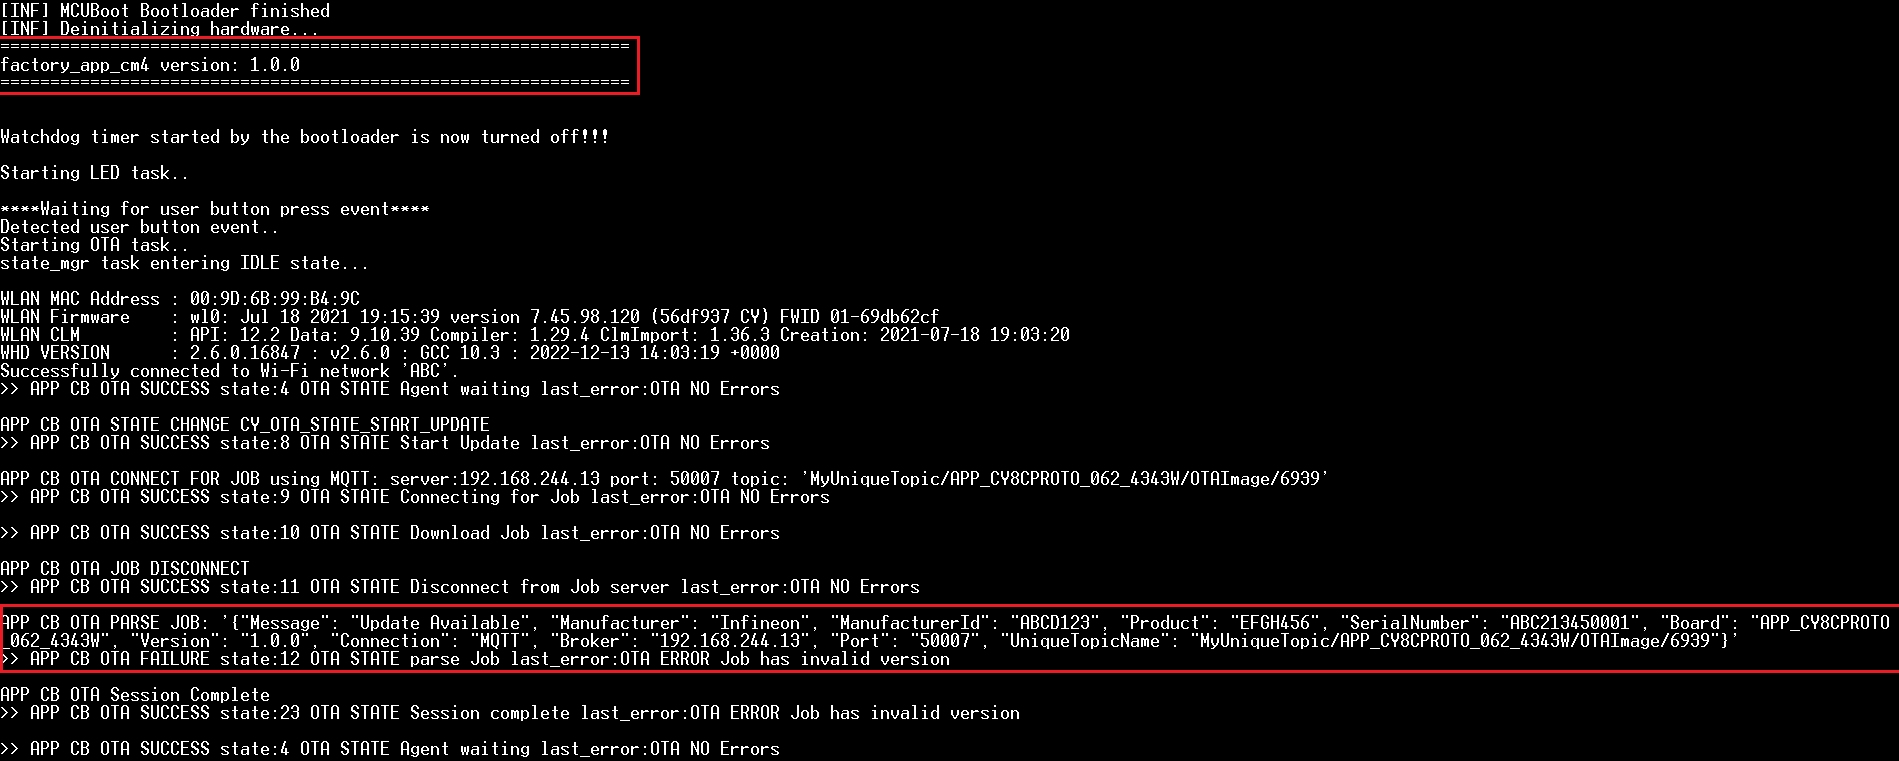 [INF] MCUBoot Bootloader finished
[INF] Deinitializing hardware...
===============================================================
factory_app_cm4 version: 1.0.0
===============================================================
Watchdog timer started by the bootloader is now turned off!!!
Starting LED task..
****Waiting for user button press event****
Detected user button event..
Starting OTA task..
state_mgr task entering IDLE state...
WLAN MAC Address : 00:9D:6B:99:B4:9C
WLAN Firmware    : wl0: Jul 18 2021 19:15:39 version 7.45.98.120 (56df937 CY) FWID 01-69db62cf
WLAN CLM         : API: 12.2 Data: 9.10.39 Compiler: 1.29.4 ClmImport: 1.36.3 Creation: 2021-07-18 19:03:20
WHD VERSION      : 2.6.0.16847 : v2.6.0 : GCC 10.3 : 2022-12-13 14:03:19 +0000
Successfully connected to Wi-Fi network 'ABC'.
>> APP CB OTA SUCCESS state:4 OTA STATE Agent waiting last_error:OTA NO Errors
APP CB OTA STATE CHANGE CY_OTA_STATE_START_UPDATE
>> APP CB OTA SUCCESS state:8 OTA STATE Start Update last_error:OTA NO Errors
APP CB OTA CONNECT FOR JOB using MQTT: server:192.168.244.13 port: 50007 topic: 'MyUniqueTopic/APP_CY8CPROTO_062_4343W/OTAImage/6939'
>> APP CB OTA SUCCESS state:9 OTA STATE Connecting for Job last_error:OTA NO Errors
>> APP CB OTA SUCCESS state:10 OTA STATE Download Job last_error:OTA NO Errors
APP CB OTA JOB DISCONNECT
>> APP CB OTA SUCCESS state:11 OTA STATE Disconnect from Job server last_error:OTA NO Errors
APP CB OTA PARSE JOB: '{"Message": "Update Available", "Manufacturer": "Infineon", "ManufacturerId": "ABCD123", "Product": "EFGH456", "SerialNumber": "ABC213450001", "Board": "APP_CY8CPROTO
_062_4343W", "Version": "1.0.0", "Connection": "MQTT", "Broker": "192.168.244.13", "Port": "50007", "UniqueTopicName": "MyUniqueTopic/APP_CY8CPROTO_062_4343W/OTAImage/6939"}'
>> APP CB OTA FAILURE state:12 OTA STATE parse Job last_error:OTA ERROR Job has invalid version
APP CB OTA Session Complete
>> APP CB OTA SUCCESS state:23 OTA STATE Session complete last_error:OTA ERROR Job has invalid version
>> APP CB OTA SUCCESS state:4 OTA STATE Agent waiting last_error:OTA NO Errors